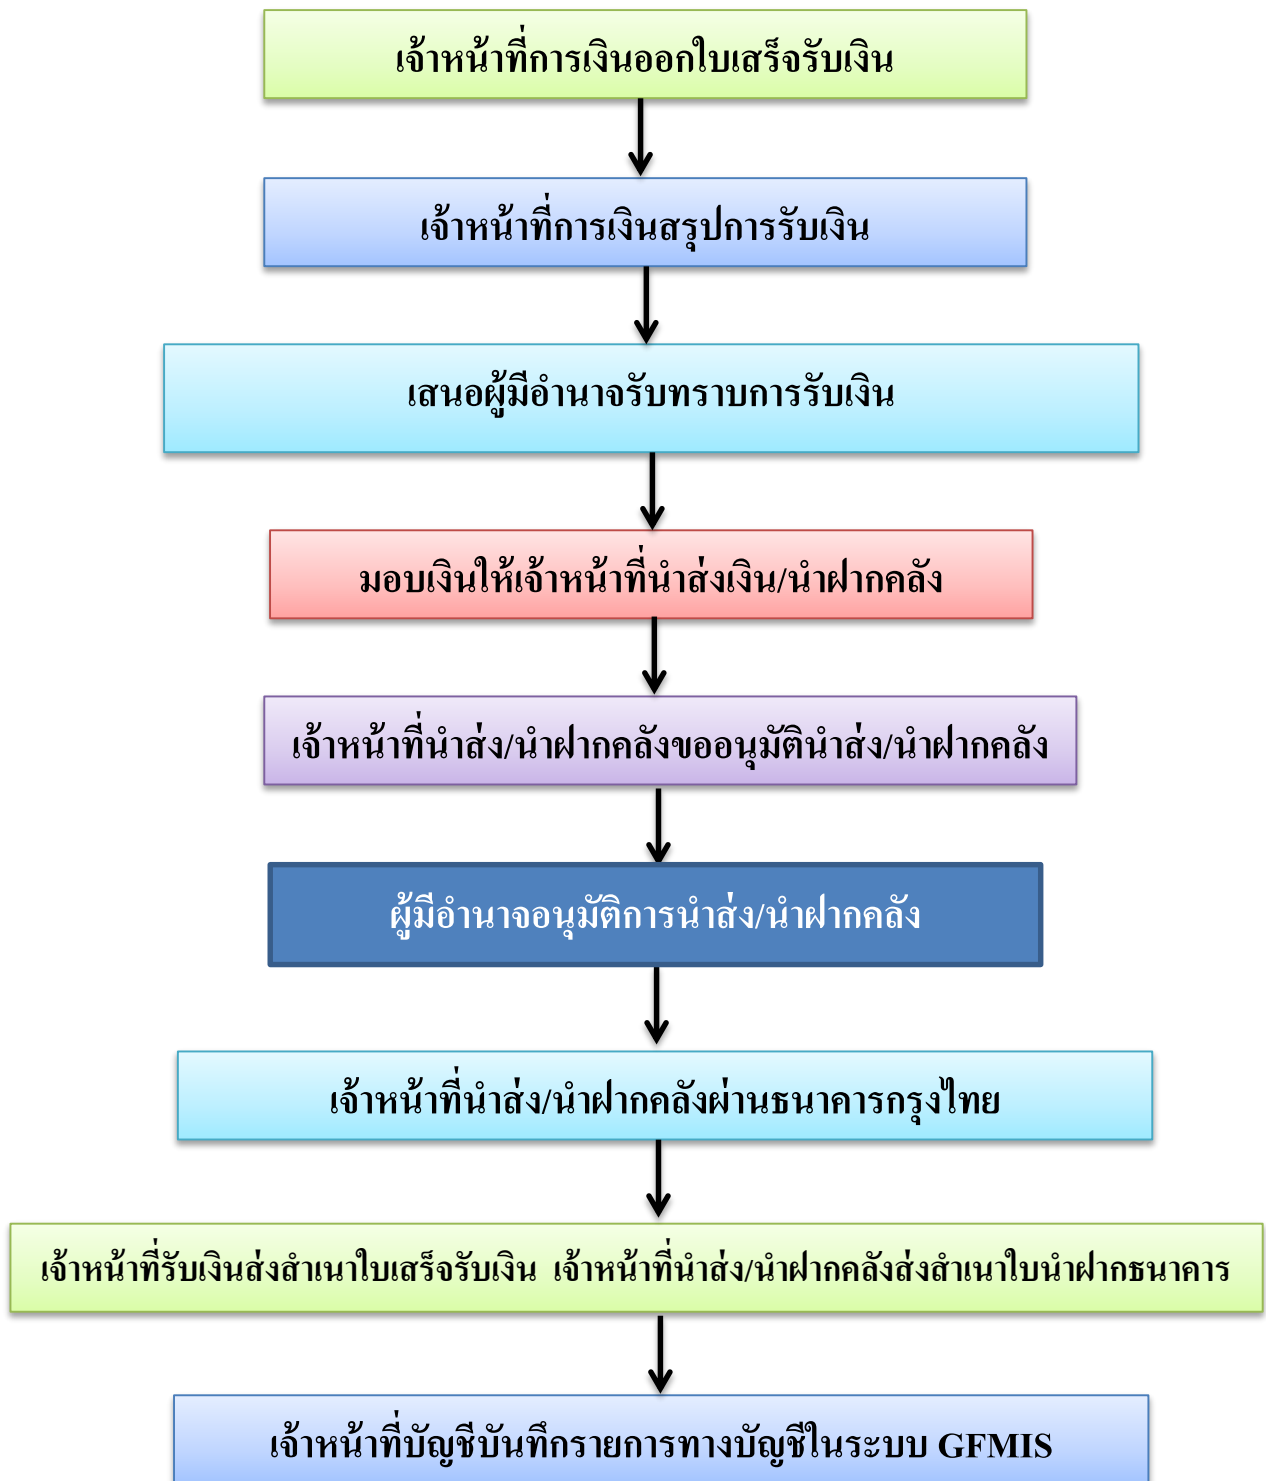 เจ้าหน้าที่การเงินออกใบเสร็จรับเงิน
เจ้าหน้าที่การเงินสรุปการรับเงิน
เสนอผู้มีอำนาจรับทราบการรับเงิน
มอบเงินให้เจ้าหน้าที่นำส่งเงิน/นำฝากคลัง
เจ้าหน้าที่นำส่ง/นำฝากคลังขออนุมัตินำส่ง/นำฝากคลัง
ผู้มีอำนาจอนุมัติการนำส่ง/นำฝากคลัง
เจ้าหน้าที่นำส่ง/นำฝากคลังผ่านธนาคารกรุงไทย
เจ้าหน้าที่รับเงินส่งสำเนาใบเสร็จรับเงิน เจ้าหน้าที่นำส่ง/นำฝากคลังส่งสำเนาใบนำฝากธนาคาร
เจ้าหน้าที่บัญชีบันทึกรายการทางบัญชีในระบบ GFMIS